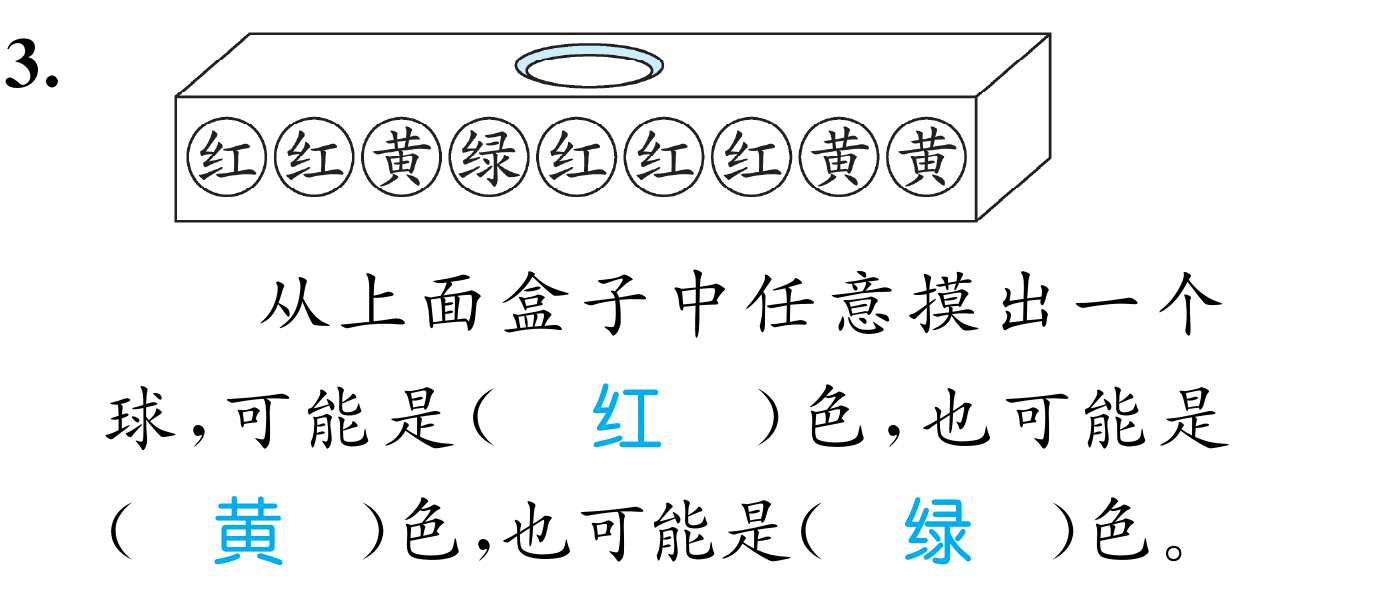 3.
红 红 黄 绿 红 红 红 黄 黄
从上面盒子中任意摸出一个
球,可能是( 红 )色,也可能是
( 黄 )色,也可能是( 绿 )色。